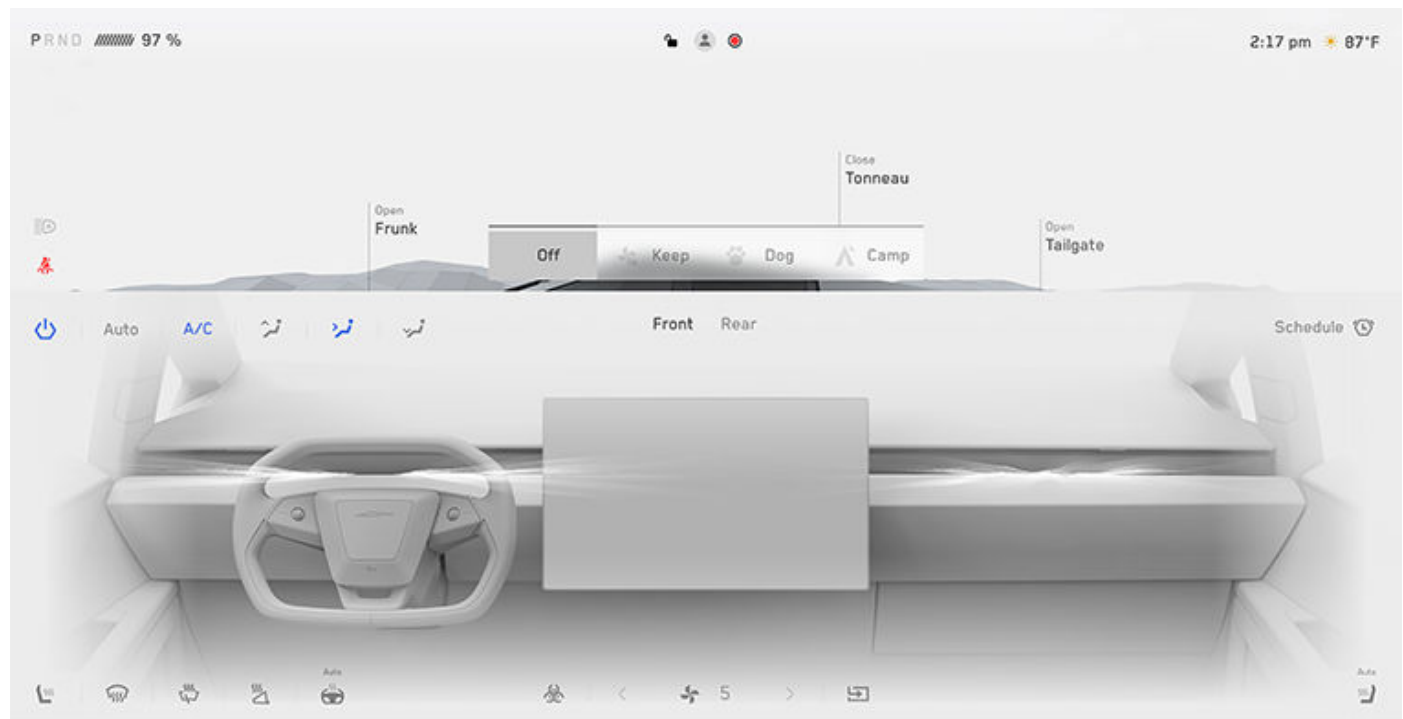 PRND 97 %
2:17 pm 87°F
Close
Tonneau
Open
Frunk
Open
Tailgate
Off Keep Dog Camp
Auto A/C Front Rear Schedule
Auto
5
Auto